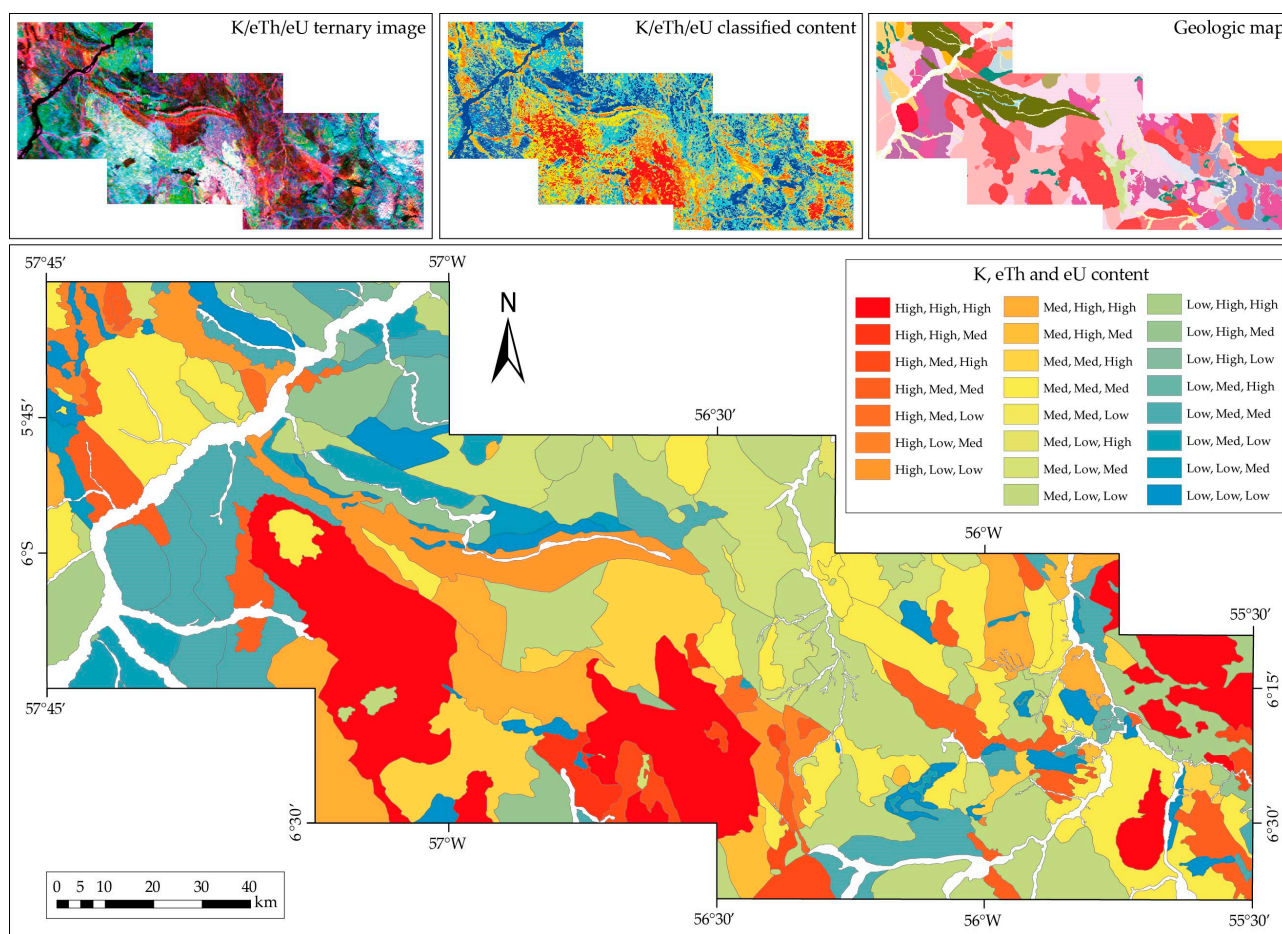 K/eTh/eU ternary image
K/eTh/eU classified content
Geologic map
57°45′
57°W
K, eTh and eU content
High, High, High
High, High, Med
High, Med, High
High, Med, Med
High, Med, Low
High, Low, Med
High, Low, Low
Med, High, High
Med, High, Med
Med, Med, High
Med, Med, Med
Med, Med, Low
Med, Low, High
Med, Low, Med
Med, Low, Low
Low, High, High
Low, High, Med
Low, High, Low
Low, Med, High
Low, Med, Med
Low, Med, Low
Low, Low, Med
Low, Low, Low
N
56°30′
5°45′
6°S
56°W
55°30′
6°15′
57°45′
6°30′
57°W
6°30′
0 5 10 20 30 40
km
56°30′
56°W
55°30′